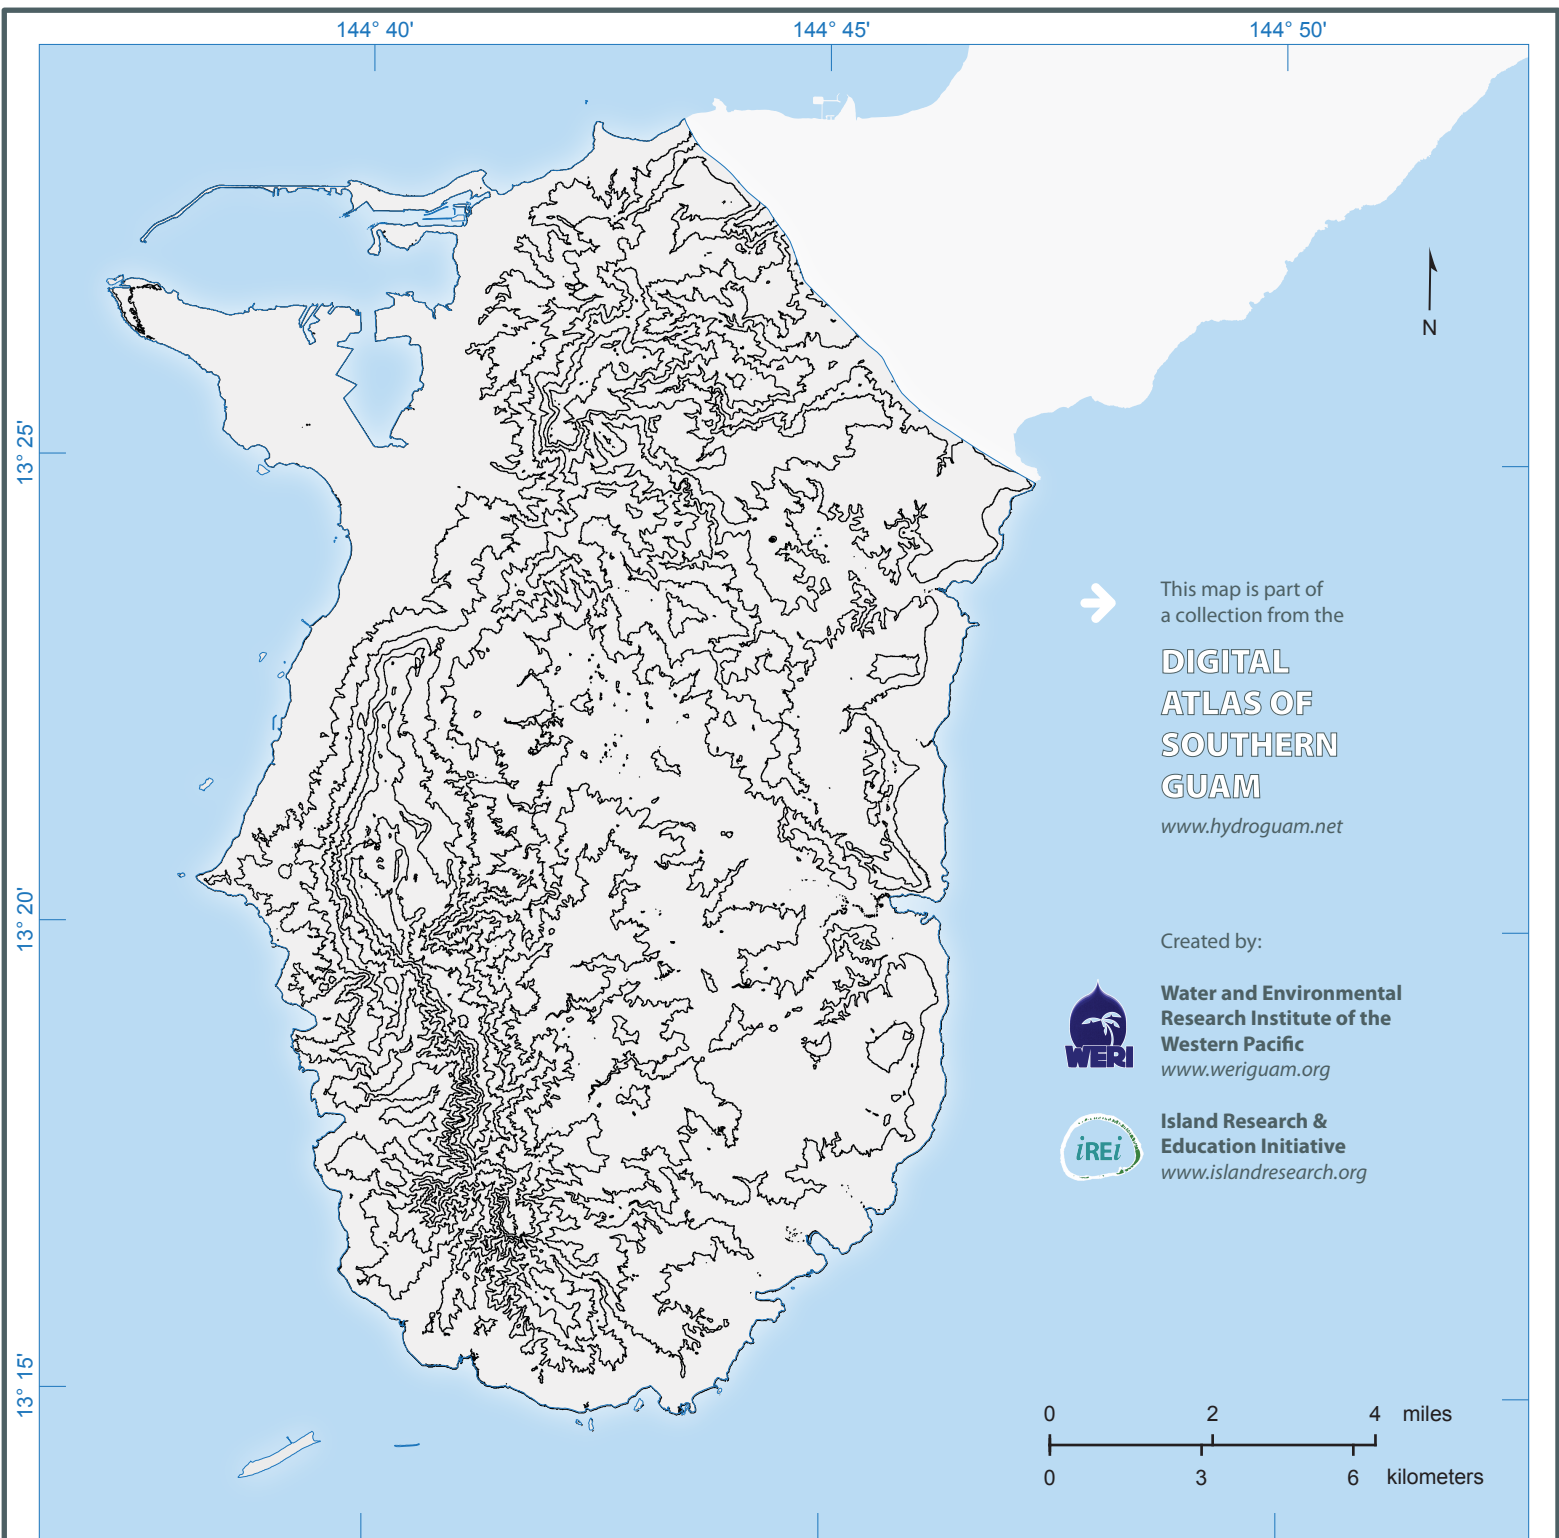 144° 40'
144° 45'
144° 50'
13° 25'
13° 20'
13° 15'
N
This map is part of
a collection from the
DIGITAL
ATLAS OF
SOUTHERN
GUAM
www.hydroguam.net
Created by:
WERI
Water and Environmental
Research Institute of the
Western Pacific
www.weriguam.org
iREi
Island Research &
Education Initiative
www.islandresearch.org
0 2 4 miles
0 3 6 kilometers